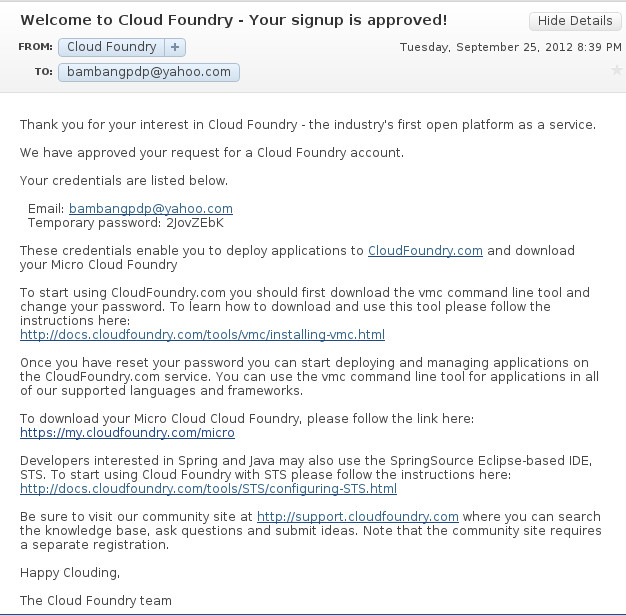 Welcome to Cloud Foundry - Your signup is approved!
Hide Details
FROM: Cloud Foundry +
Tuesday, September 25, 2012 8:39 PM
TO: bambangpdp@yahoo.com
Thank you for your interest in Cloud Foundry - the industry's first open platform as a service.
We have approved your request for a Cloud Foundry account.
Your credentials are listed below.
Email: bambangpdp@yahoo.com
Temporary password: 2JovZEbK
These credentials enable you to deploy applications to CloudFoundry.com and download
your Micro Cloud Foundry
To start using CloudFoundry.com you should first download the vmc command line tool and
change your password. To learn how to download and use this tool please follow the
instructions here:
http://docs.cloudfoundry.com/tools/vmc/installing-vmc.html
Once you have reset your password you can start deploying and managing applications on
the CloudFoundry.com service. You can use the vmc command line tool for applications in all
of our supported languages and frameworks.
To download your Micro Cloud Cloud Foundry, please follow the link here:
https://my.cloudfoundry.com/micro
Developers interested in Spring and Java may also use the SpringSource Eclipse-based IDE,
STS. To start using Cloud Foundry with STS please follow the instructions here:
http://docs.cloudfoundry.com/tools/STS/configuring-STS.html
Be sure to visit our community site at http://support.cloudfoundry.com where you can search
the knowledge base, ask questions and submit ideas. Note that the community site requires
a separate registration.
Happy Clouding,
The Cloud Foundry team